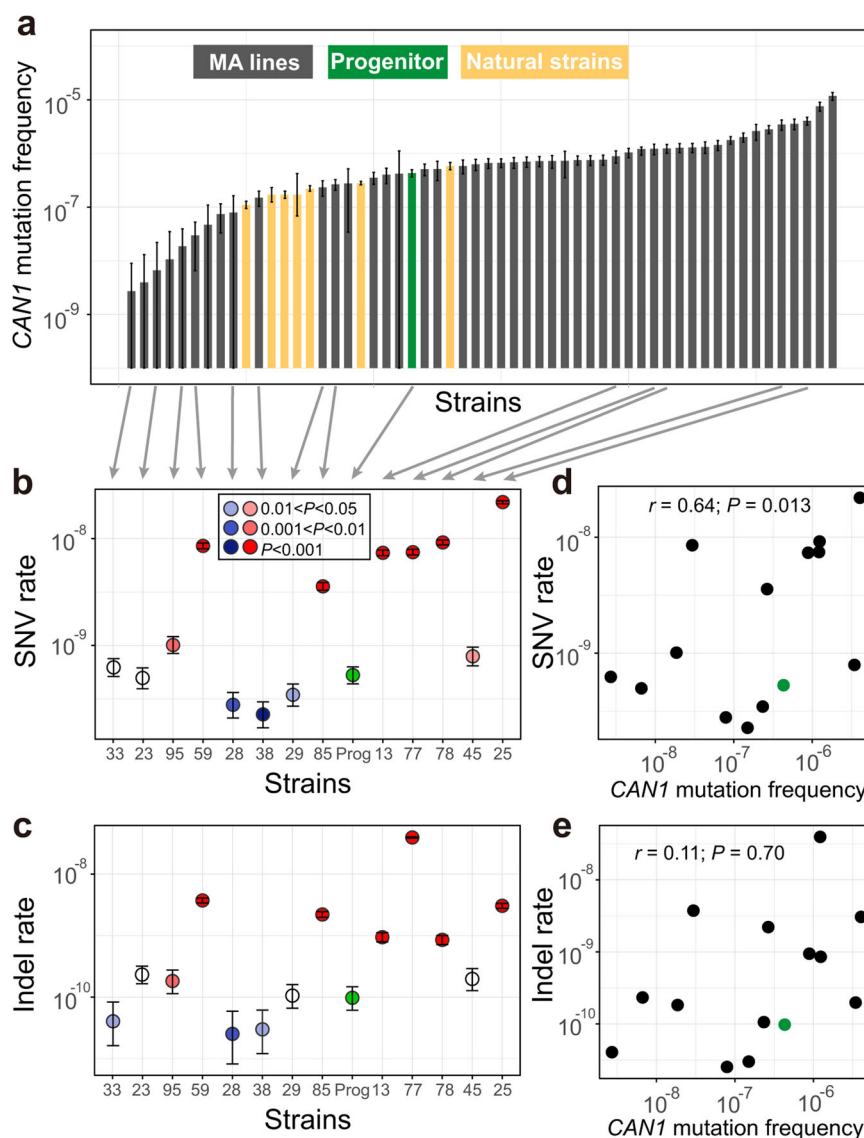 a
MA lines Progenitor Natural strains
CAN1 mutation frequency
10⁻⁵
10⁻⁷
10⁻⁹
Strains
b
0.01<P<0.05
0.001<P<0.01
P<0.001
SNV rate
10⁻⁸
10⁻⁹
33 23 95 59 28 38 29 85 Prog 13 77 78 45 25
Strains
d
r = 0.64; P = 0.013
SNV rate
10⁻⁸
10⁻⁹
10⁻⁸ 10⁻⁷ 10⁻⁶
CAN1 mutation frequency
c
Indel rate
10⁻⁸
10⁻¹⁰
33 23 95 59 28 38 29 85 Prog 13 77 78 45 25
Strains
e
r = 0.11; P = 0.70
Indel rate
10⁻⁸
10⁻⁹
10⁻¹⁰
10⁻⁸ 10⁻⁷ 10⁻⁶
CAN1 mutation frequency